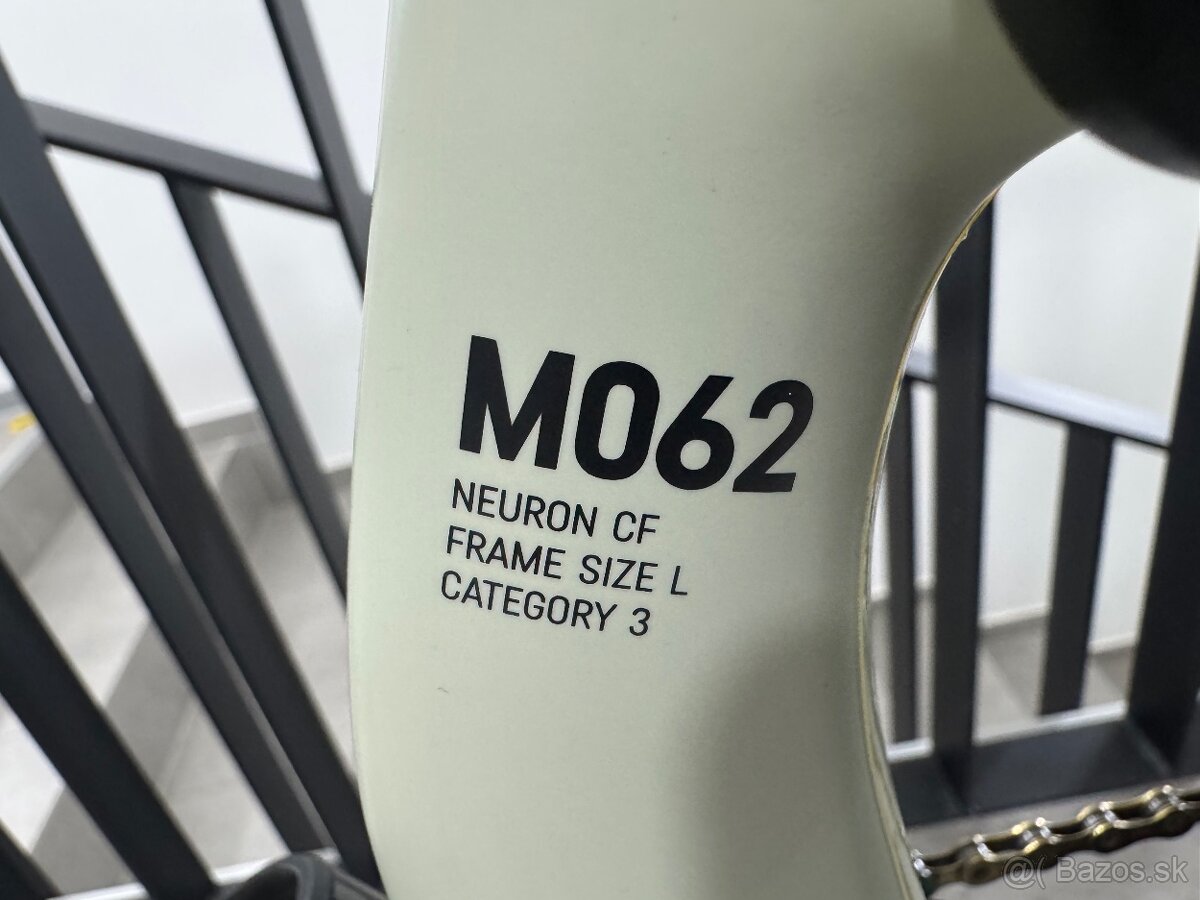 M062
NEURON CF
FRAME SIZE L
CATEGORY 3
@( Bazos.sk